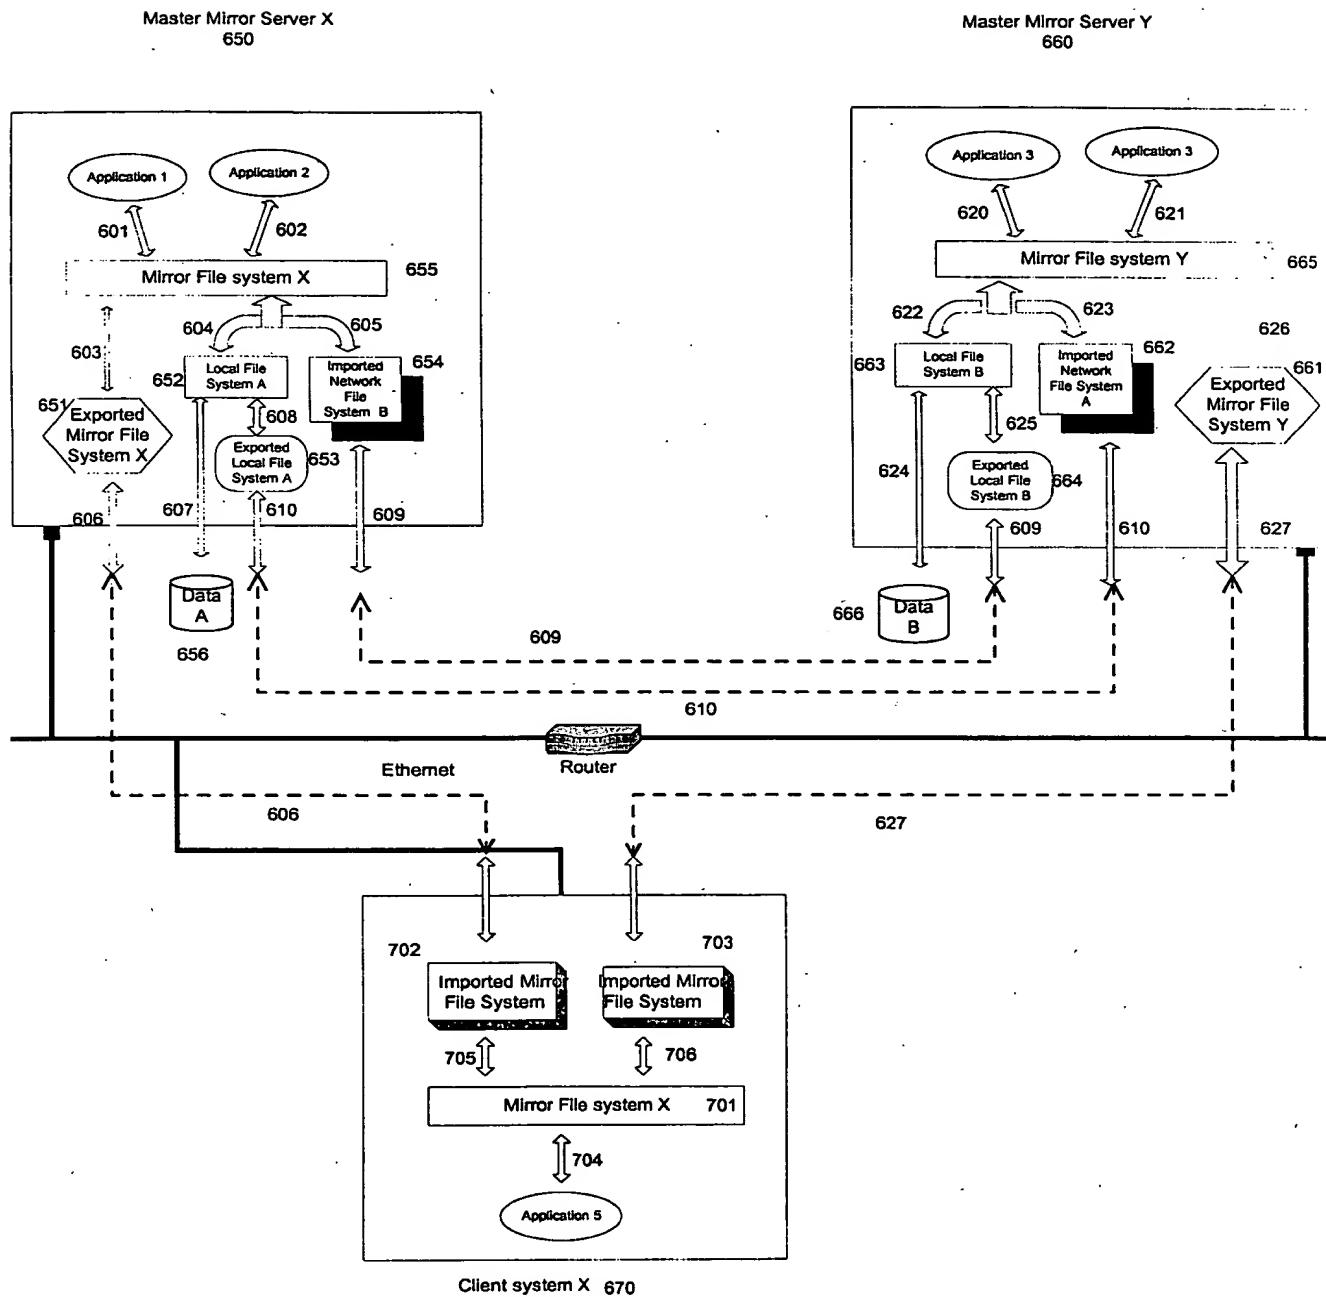 Master Mirror Server X
650
Master Mirror Server Y
660
Application 1
Application 2
601
602
Mirror File system X
655
604
605
603
652
Local File
System A
Imported
Network
File
System B
654
651
Exported
Mirror File
System X
608
Exported
Local File
System A
653
606
607
610
609
Data
A
656
Application 3
Application 3
620
621
Mirror File system Y
665
622
623
626
663
Local File
System B
Imported
Network
File System
A
662
661
Exported
Mirror File
System Y
625
624
Exported
Local File
System B
664
609
610
627
666
Data
B
609
610
Ethernet
Router
606
627
702
703
Imported Mirror
File System
Imported Mirror
File System
705
706
Mirror File system X
701
704
Application 5
Client system X
670